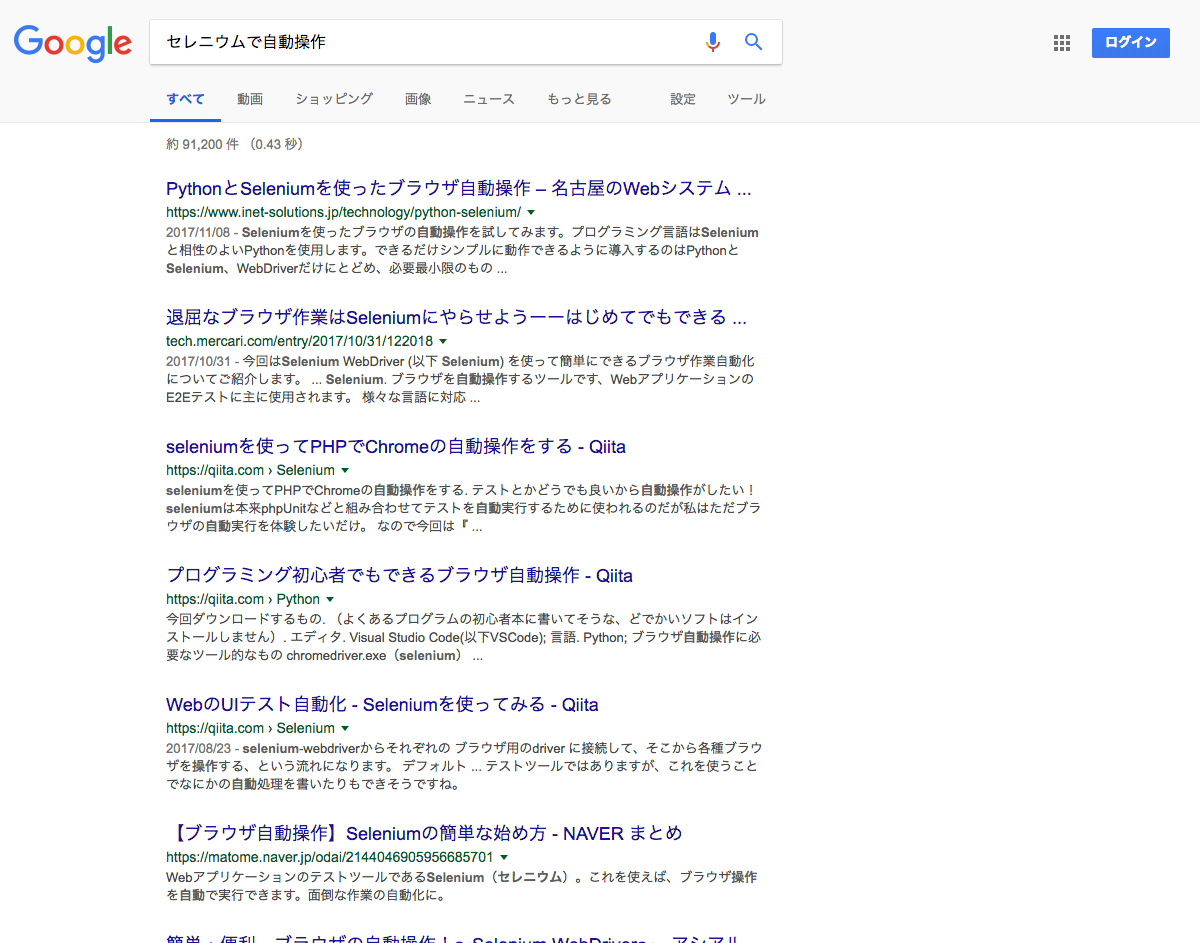 Google
セレニウムで自動操作
ログイン
すべて 動画 ショッピング 画像 ニュース もっと見る 設定 ツール
約 91,200 件 （0.43 秒）
PythonとSeleniumを使ったブラウザ自動操作 – 名古屋のWebシステム ...
https://www.inet-solutions.jp/technology/python-selenium/
2017/11/08 - Seleniumを使ったブラウザの自動操作を試してみます。プログラミング言語はSelenium
と相性のよいPythonを使用します。できるだけシンプルに動作できるように導入するのはPythonと
Selenium、WebDriverだけにとどめ、必要最小限のもの ...
退屈なブラウザ作業はSeleniumにやらせようーーはじめてでもできる ...
tech.mercari.com/entry/2017/10/31/122018
2017/10/31 - 今回はSelenium WebDriver (以下 Selenium) を使って簡単にできるブラウザ作業自動化
についてご紹介します。 ... Selenium. ブラウザを自動操作するツールです、Webアプリケーションの
E2Eテストに主に使用されます。 様々な言語に対応 ...
seleniumを使ってPHPでChromeの自動操作をする - Qiita
https://qiita.com › Selenium
seleniumを使ってPHPでChromeの自動操作をする. テストとかどうでも良いから自動操作がしたい！
seleniumは本来phpUnitなどと組み合わせてテストを自動実行するために使われるのだが私はただブラ
ウザの自動実行を体験したいだけ。 なので今回は『 ...
プログラミング初心者でもできるブラウザ自動操作 - Qiita
https://qiita.com › Python
今回ダウンロードするもの. （よくあるプログラムの初心者本に書いてそうな、どでかいソフトはイン
ストールしません）. エディタ. Visual Studio Code(以下VSCode); 言語. Python; ブラウザ自動操作に必
要なツール的なもの chromedriver.exe（selenium） ...
WebのUIテスト自動化 - Seleniumを使ってみる - Qiita
https://qiita.com › Selenium
2017/08/23 - selenium-webdriverからそれぞれの ブラウザ用のdriver に接続して、そこから各種ブラウ
ザを操作する、という流れになります。 デフォルト ... テストツールではありますが、これを使うこと
でなにかの自動処理を書いたりもできそうですね。
【ブラウザ自動操作】Seleniumの簡単な始め方 - NAVER まとめ
https://matome.naver.jp/odai/2144046905956685701
WebアプリケーションのテストツールであるSelenium（セレニウム）。これを使えば、ブラウザ操作
を自動で実行できます。面倒な作業の自動化に。
簡単・便利 ブラウザの自動操作！ Selenium WebDriver